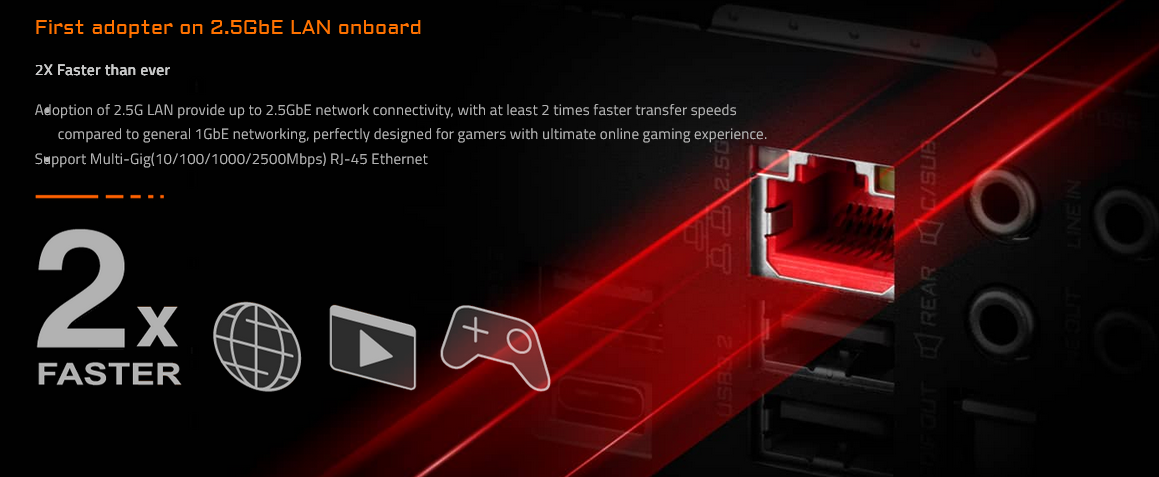 First adopter on 2.5GbE LAN onboard
2X Faster than ever
Adoption of 2.5G LAN provide up to 2.5GbE network connectivity, with at least 2 times faster transfer speeds
compared to general 1GbE networking, perfectly designed for gamers with ultimate online gaming experience.
Support Multi-Gig(10/100/1000/2500Mbps) RJ-45 Ethernet
2x
FASTER
2.5G
C/SUB
LINE IN
REAR
USB 3.2